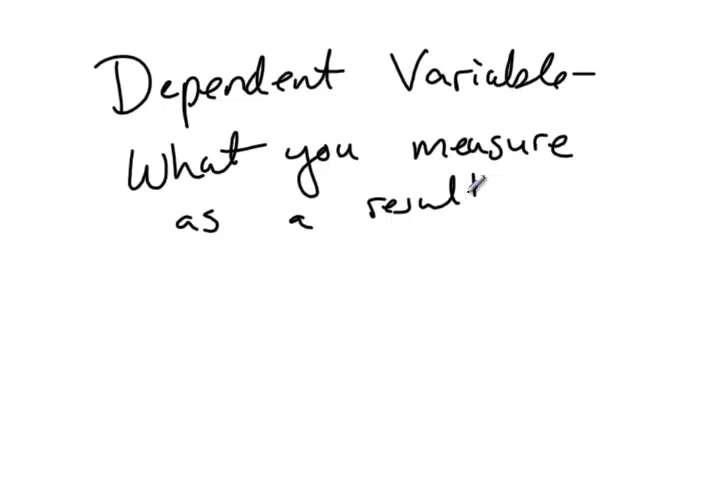 Dependent Variable-
What you measure
as a result